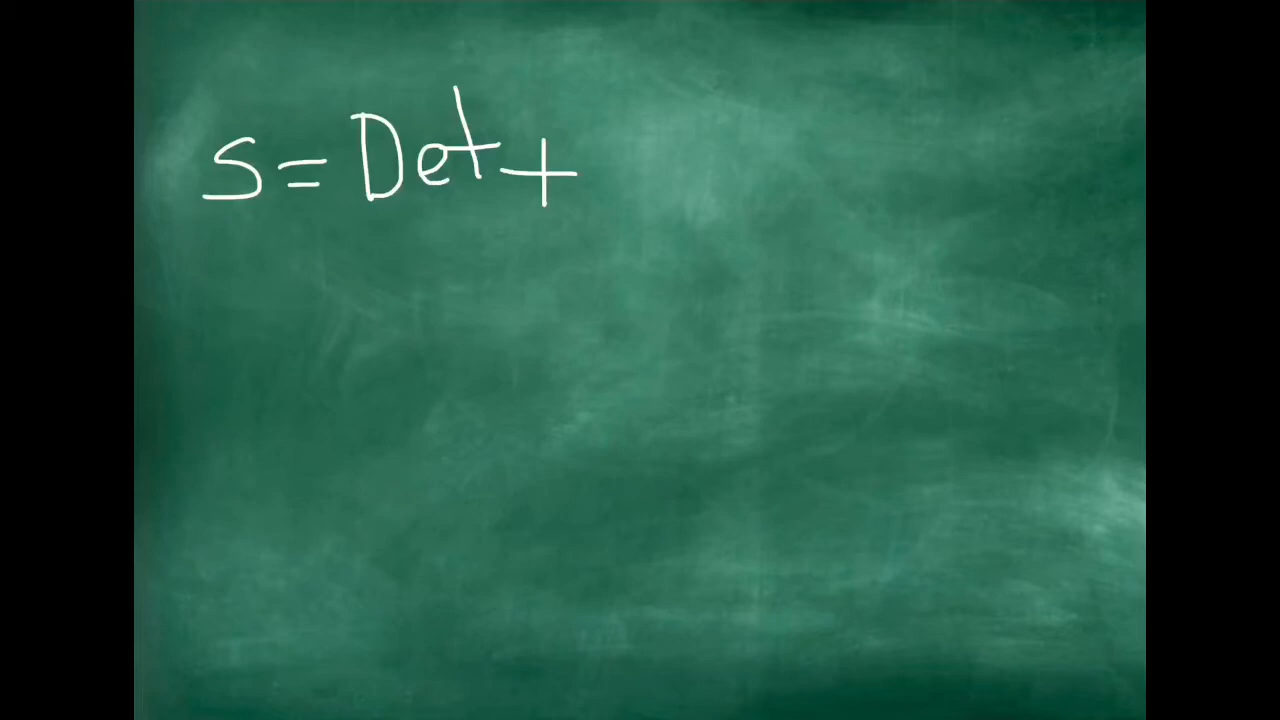 S = Det +